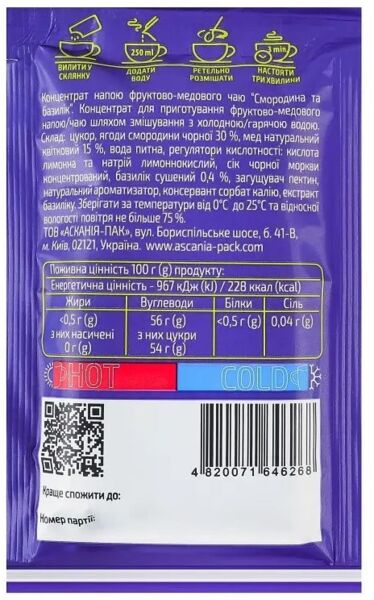 ВИЛИТИ У СКЛЯНКУ
250 ml
ДОДАТИ ВОДУ
РЕТЕЛЬНО РОЗМІШАТИ
3 min
НАСТОЯТИ ТРИ ХВИЛИНИ
Концентрат напою фруктово-медового чаю "Смородина та
базилік". Концентрат для приготування фруктово-медового
напою/чаю шляхом змішування з холодною/гарячою водою.
Склад: цукор, ягоди смородини чорної 30 %, мед натуральний
квітковий 15 %, вода питна, регулятори кислотності: кислота
лимонна та натрій лимоннокислий, сік чорної моркви
концентрований, базилік сушений 0,4 %, загущувач пектин,
натуральний ароматизатор, консервант сорбат калію, екстракт
базиліку. Зберігати за температури від 0°C до 25°C та відносної
вологості повітря не більше 75 %.
ТОВ «АСКАНІЯ-ПАК», вул. Бориспільське шосе, б. 41-В,
м. Київ, 02121, Україна. www.ascania-pack.com
Поживна цінність 100 г (g) продукту:
Енергетична цінність - 967 кДж (kJ) / 228 ккал (kcal)
Жири Вуглеводи Білки Сіль
<0,5 г (g) 56 г (g) <0,5 г (g) 0,04 г (g)
з них насичені з них цукри
0 г (g) 54 г (g)
HOT COLD
4 820071 646268
Краще спожити до:
Номер партії: